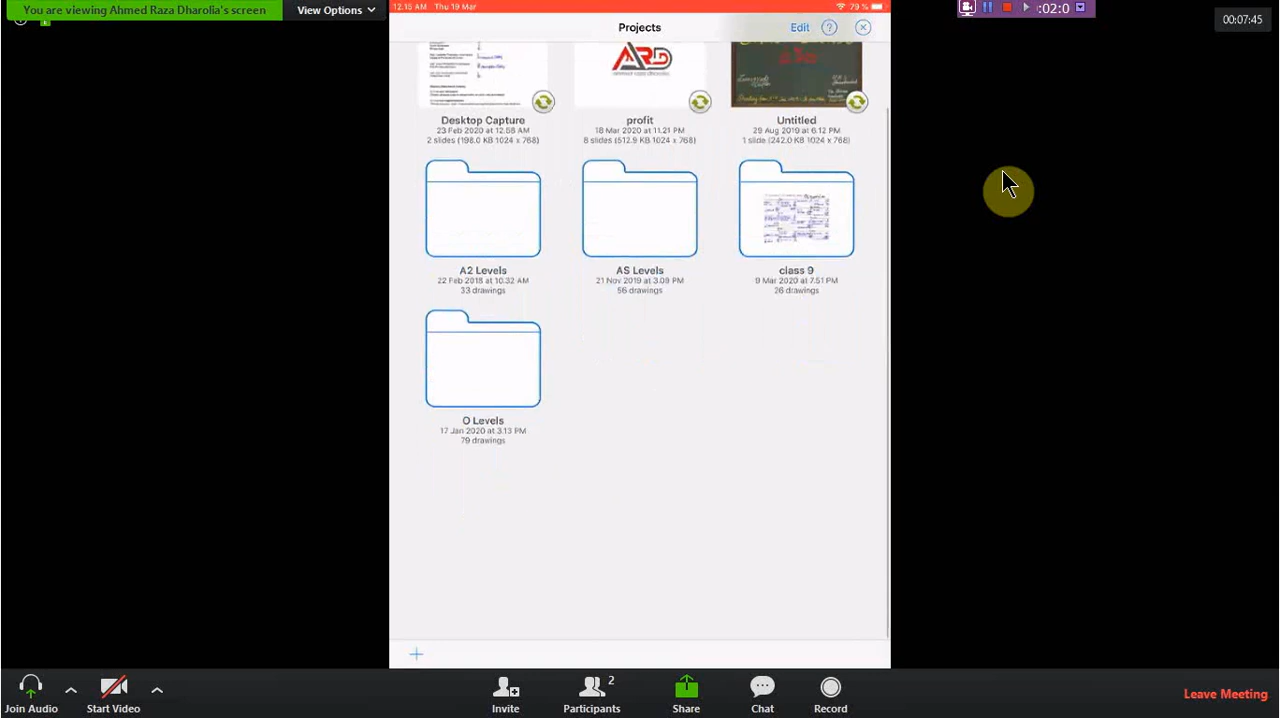 You are viewing Ahmed Raza Dharolia's screen
View Options
12.15 AM Thu 19 Mar
79 %
:02:0
00:07:45
Projects
Edit
?
ARD
Desktop Capture
23 Feb 2020 at 12.58 AM
2 slides (198.0 KB 1024 x 768)
profit
18 Mar 2020 at 11.21 PM
8 slides (512.9 KB 1024 x 768)
Untitled
29 Aug 2019 at 6.12 PM
1 slide (242.0 KB 1024 x 768)
A2 Levels
22 Feb 2018 at 10.32 AM
33 drawings
AS Levels
21 Nov 2019 at 3.09 PM
56 drawings
class 9
9 Mar 2020 at 7.51 PM
26 drawings
O Levels
17 Jan 2020 at 3.13 PM
79 drawings
Join Audio
Start Video
Invite
2
Participants
Share
Chat
Record
Leave Meeting